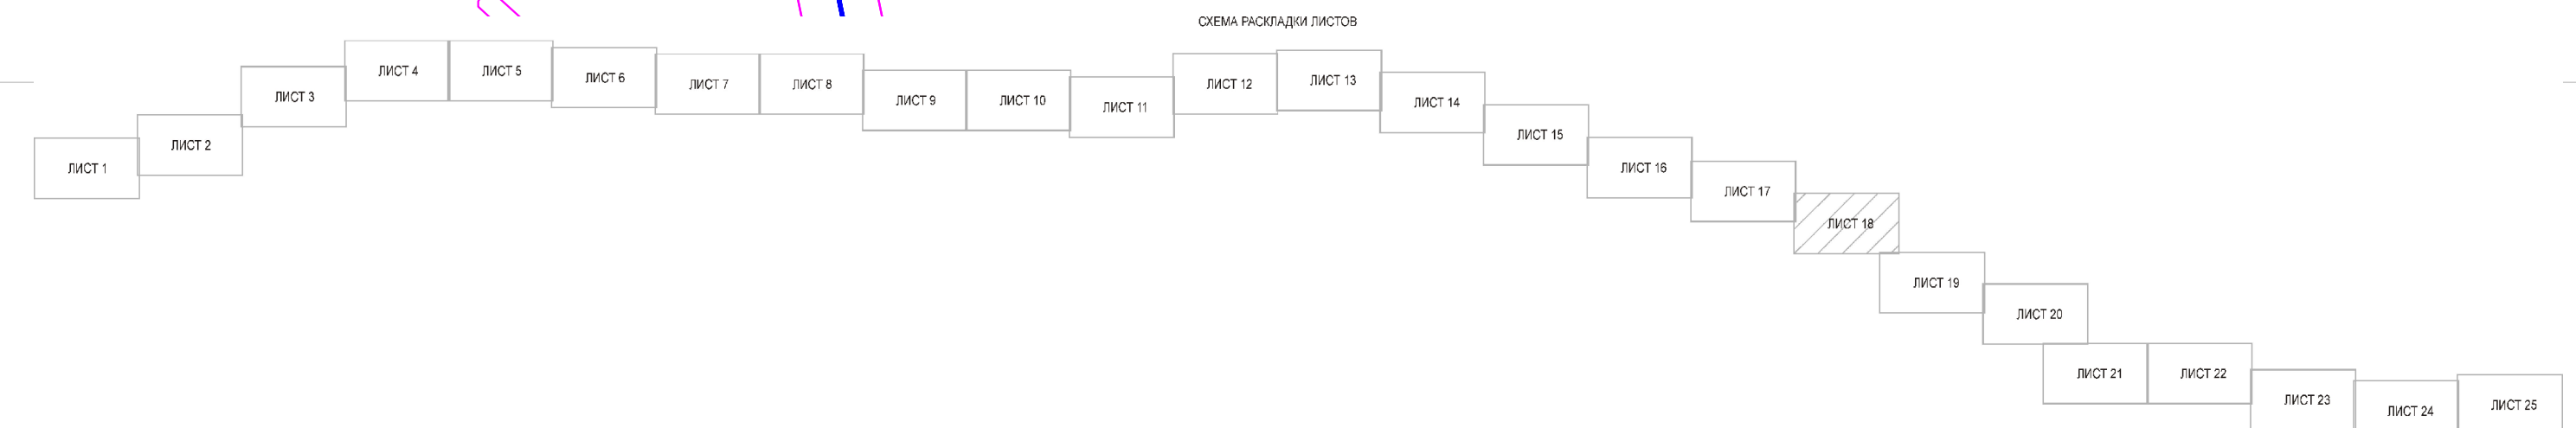 СХЕМА РАСКЛАДКИ ЛИСТОВ
ЛИСТ 1
ЛИСТ 2
ЛИСТ 3
ЛИСТ 4
ЛИСТ 5
ЛИСТ 6
ЛИСТ 7
ЛИСТ 8
ЛИСТ 9
ЛИСТ 10
ЛИСТ 11
ЛИСТ 12
ЛИСТ 13
ЛИСТ 14
ЛИСТ 15
ЛИСТ 16
ЛИСТ 17
ЛИСТ 18
ЛИСТ 19
ЛИСТ 20
ЛИСТ 21
ЛИСТ 22
ЛИСТ 23
ЛИСТ 24
ЛИСТ 25